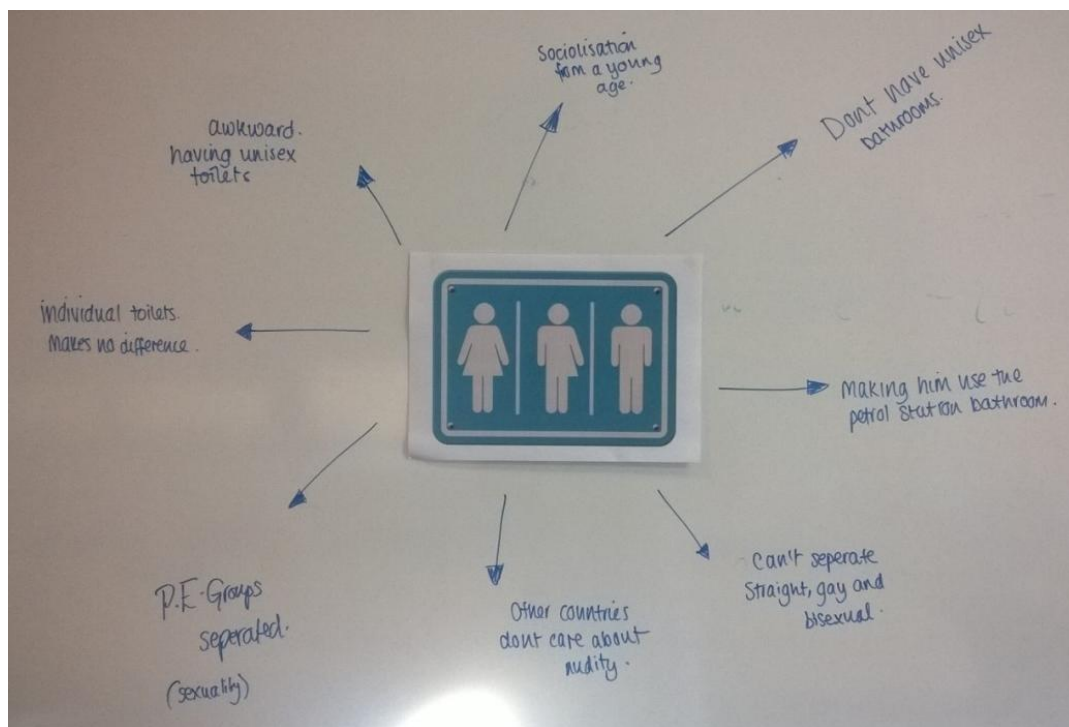 Sociolisation
from a young
age.
Dont have unisex
bathrooms.
awkward.
having unisex
toilets
individual toilets.
Makes no difference.
Making him use the
petrol station bathroom.
P.E-Groups
seperated.
(sexuality)
Other countries
dont care about
nudity.
Can't seperate
Straight, gay and
bisexual.